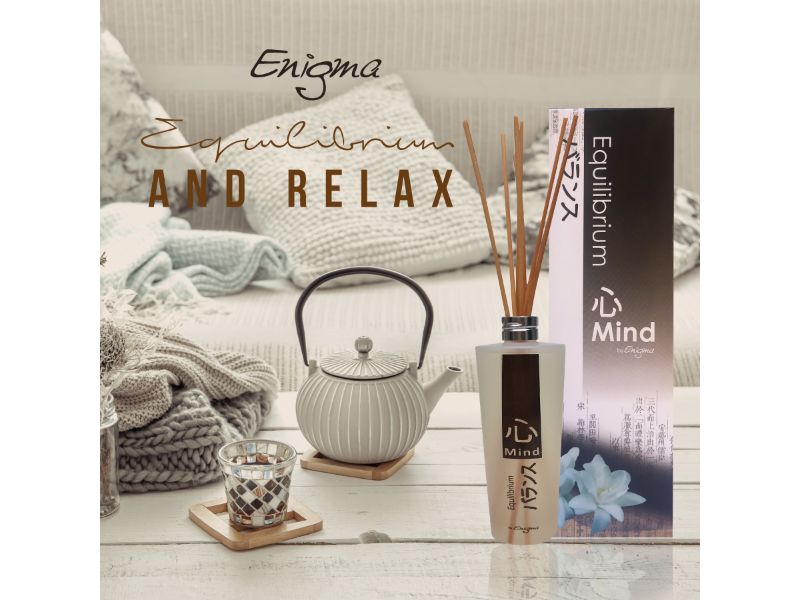 Enigma
Equilibrium
AND RELAX
Equilibrium
バランス
心
Mind
by Enigma
心
Mind
Equilibrium
バランス
by Enigma